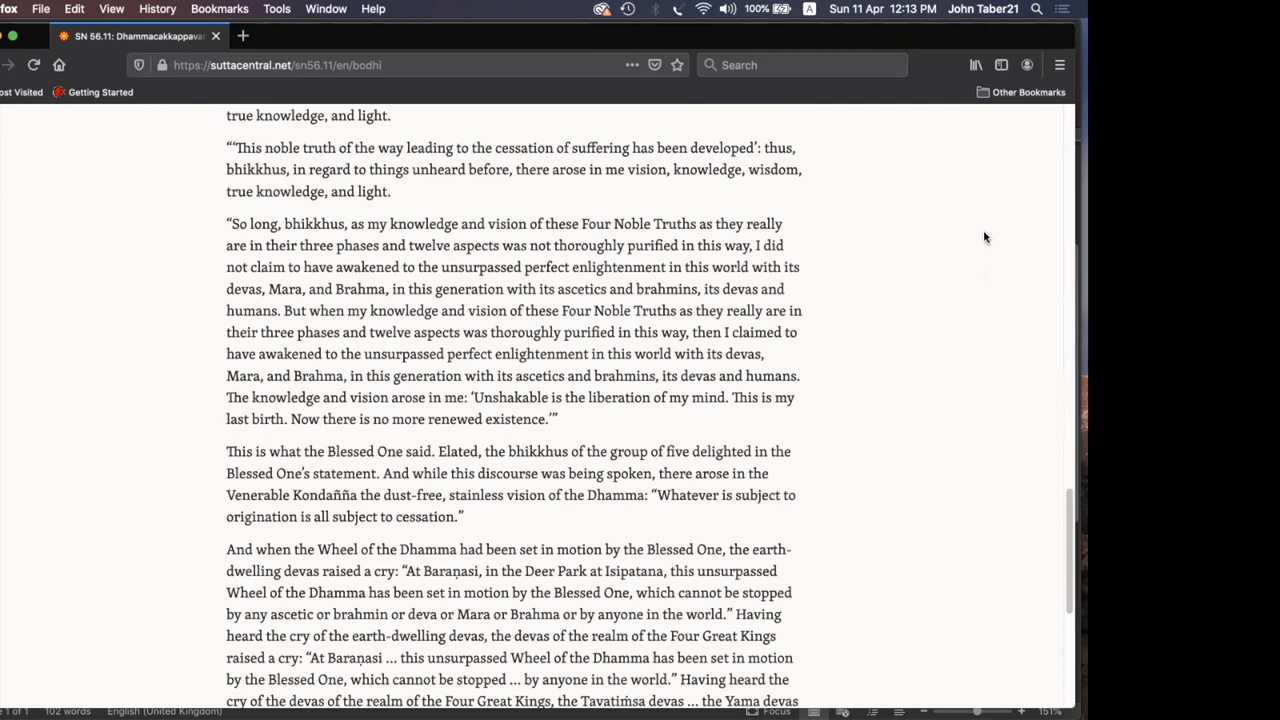 fox File Edit View History Bookmarks Tools Window Help 100% A Sun 11 Apr 12:13 PM John Taber21
SN 56.11: Dhammacakkappavat
https://suttacentral.net/sn56.11/en/bodhi Search
ost Visited Getting Started Other Bookmarks
true knowledge, and light.
“‘This noble truth of the way leading to the cessation of suffering has been developed’: thus,
bhikkhus, in regard to things unheard before, there arose in me vision, knowledge, wisdom,
true knowledge, and light.
“So long, bhikkhus, as my knowledge and vision of these Four Noble Truths as they really
are in their three phases and twelve aspects was not thoroughly purified in this way, I did
not claim to have awakened to the unsurpassed perfect enlightenment in this world with its
devas, Mara, and Brahma, in this generation with its ascetics and brahmins, its devas and
humans. But when my knowledge and vision of these Four Noble Truths as they really are in
their three phases and twelve aspects was thoroughly purified in this way, then I claimed to
have awakened to the unsurpassed perfect enlightenment in this world with its devas,
Mara, and Brahma, in this generation with its ascetics and brahmins, its devas and humans.
The knowledge and vision arose in me: ‘Unshakable is the liberation of my mind. This is my
last birth. Now there is no more renewed existence.’”
This is what the Blessed One said. Elated, the bhikkhus of the group of five delighted in the
Blessed One’s statement. And while this discourse was being spoken, there arose in the
Venerable Kondañña the dust-free, stainless vision of the Dhamma: “Whatever is subject to
origination is all subject to cessation.”
And when the Wheel of the Dhamma had been set in motion by the Blessed One, the earth-
dwelling devas raised a cry: “At Baraṇasi, in the Deer Park at Isipatana, this unsurpassed
Wheel of the Dhamma has been set in motion by the Blessed One, which cannot be stopped
by any ascetic or brahmin or deva or Mara or Brahma or by anyone in the world.” Having
heard the cry of the earth-dwelling devas, the devas of the realm of the Four Great Kings
raised a cry: “At Baraṇasi … this unsurpassed Wheel of the Dhamma has been set in motion
by the Blessed One, which cannot be stopped … by anyone in the world.” Having heard the
cry of the devas of the realm of the Four Great Kings, the Tavatiṁsa devas … the Yama devas
e 1 of 1 102 words English (United Kingdom) Focus 151%